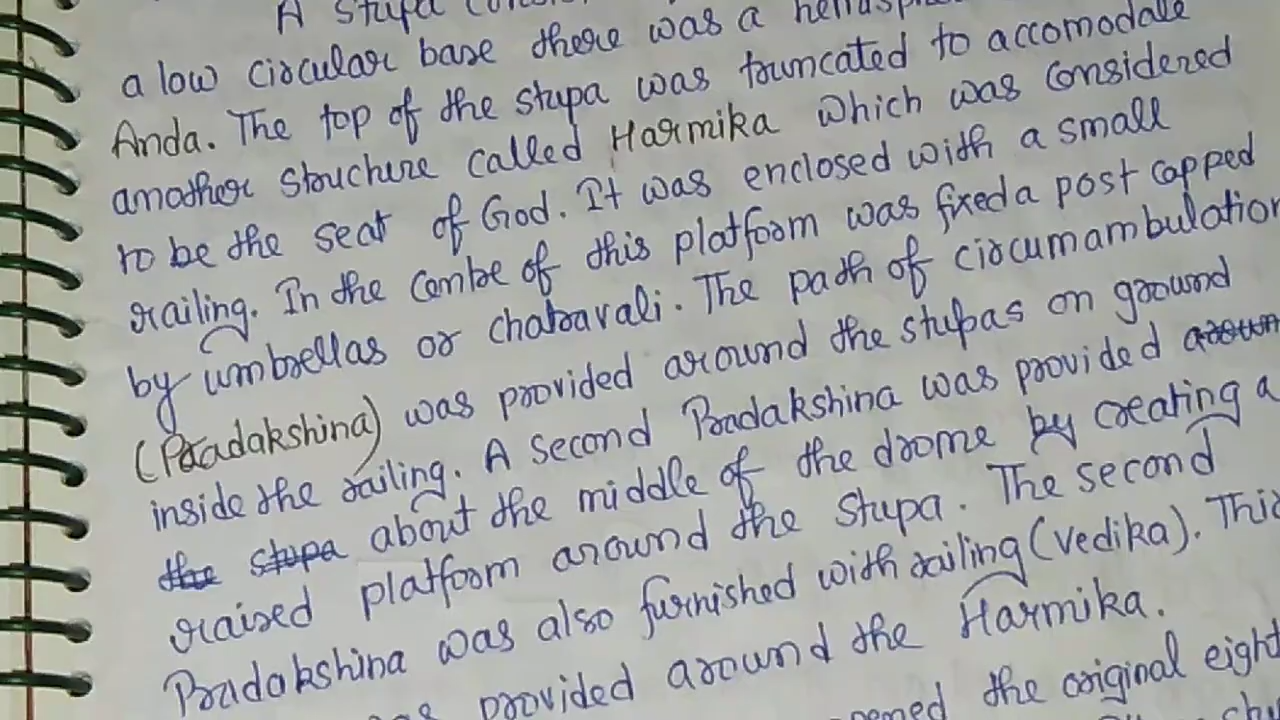 A Stupa
a low circular base there was a
Anda. The top of the stupa was truncated to accomodate
another structure called Harmika which was considered
to be the seat of God. It was enclosed with a small
railing. In the centre of this platform was fixed a post capped
by umbrellas or chatravali. The path of circumambulation
(Pradakshina) was provided around the stupas on ground
inside the railing. A second Pradakshina was provided
the stupa about the middle of the drome by creating a
raised platform around the Stupa. The second
Pradakshina was also furnished with railing (vedika). This
provided around the Harmika.
the original eight